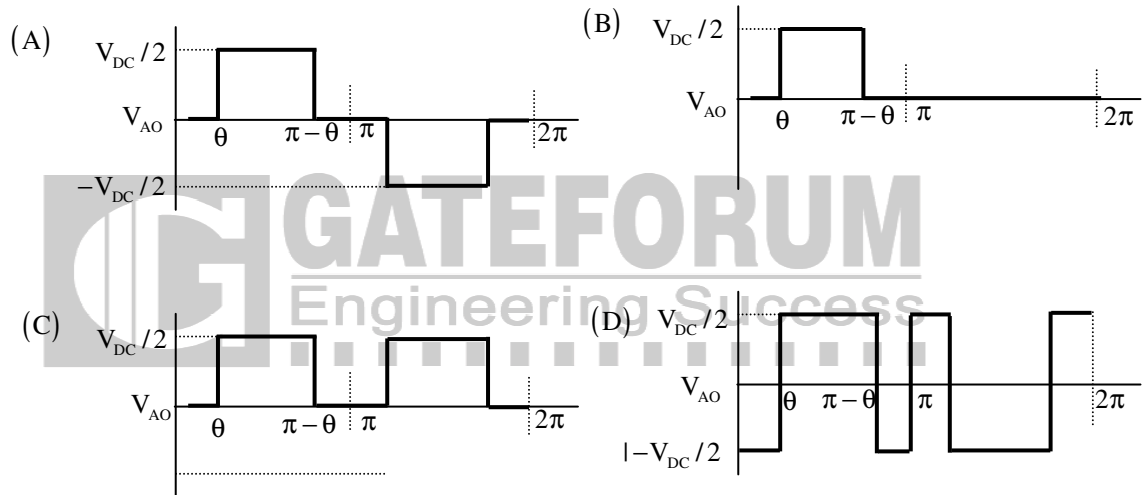 (A)
V_DC /2
V_AO
θ
π − θ
π
2π
−V_DC /2
(B)
V_DC /2
V_AO
θ
π − θ
π
2π
GATEFORUM
Engineering Success
(C)
V_DC /2
V_AO
θ
π − θ
π
2π
(D)
V_DC /2
V_AO
θ
π − θ
π
2π
|−V_DC /2